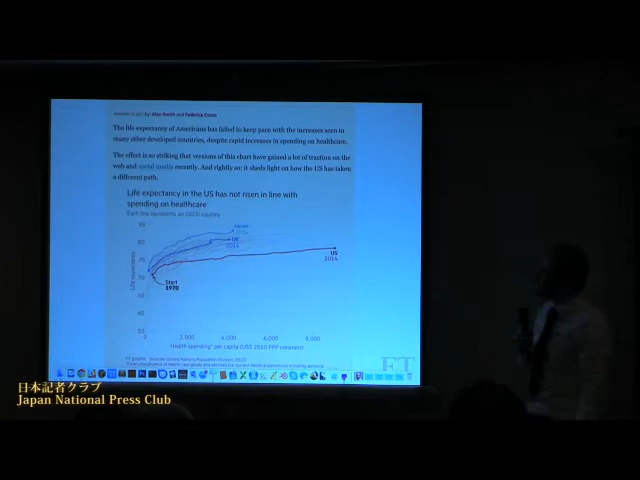 by: Alan Smith and Federica Cocco
The life expectancy of Americans has failed to keep pace with the increases seen in
many other developed countries, despite rapid increases in spending on healthcare.
The effect is so striking that versions of this chart have gained a lot of traction on the
web and social media recently. And rightly so; it sheds light on how the US has taken
a different path.
Life expectancy in the US has not risen in line with
spending on healthcare
Each line represents an OECD country
85
80
75
70
65
60
55
Life expectancy
Japan
2014
UK
2014
US
2014
Start
1970
0
2,000
4,000
6,000
8,000
Health spending* per capita (US$ 2010 PPP constant)
FT graphic Sources: United Nations Population Division; OECD
FT
日本記者クラブ
Japan National Press Club